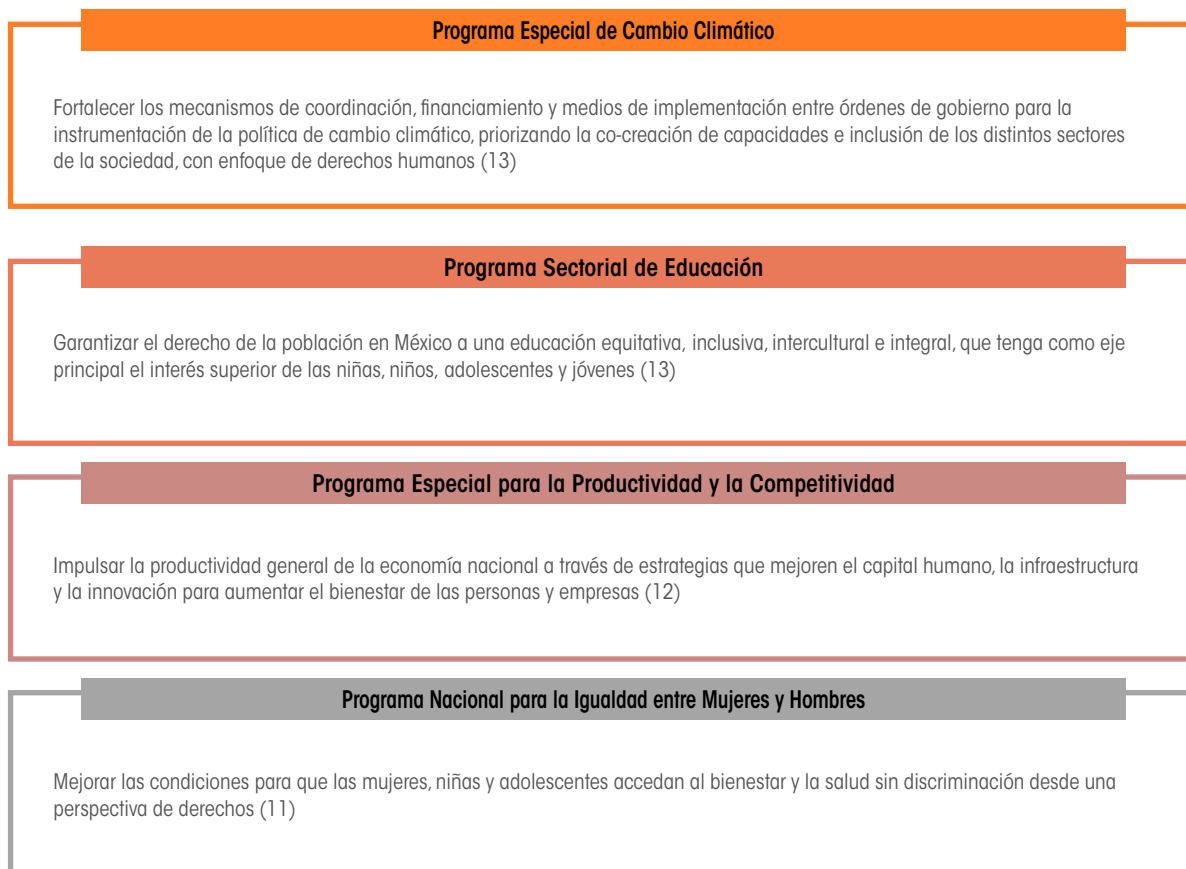 Programa Especial de Cambio Climático
Fortalecer los mecanismos de coordinación, financiamiento y medios de implementación entre órdenes de gobierno para la
instrumentación de la política de cambio climático, priorizando la co-creación de capacidades e inclusión de los distintos sectores
de la sociedad, con enfoque de derechos humanos (13)
Programa Sectorial de Educación
Garantizar el derecho de la población en México a una educación equitativa, inclusiva, intercultural e integral, que tenga como eje
principal el interés superior de las niñas, niños, adolescentes y jóvenes (13)
Programa Especial para la Productividad y la Competitividad
Impulsar la productividad general de la economía nacional a través de estrategias que mejoren el capital humano, la infraestructura
y la innovación para aumentar el bienestar de las personas y empresas (12)
Programa Nacional para la Igualdad entre Mujeres y Hombres
Mejorar las condiciones para que las mujeres, niñas y adolescentes accedan al bienestar y la salud sin discriminación desde una
perspectiva de derechos (11)